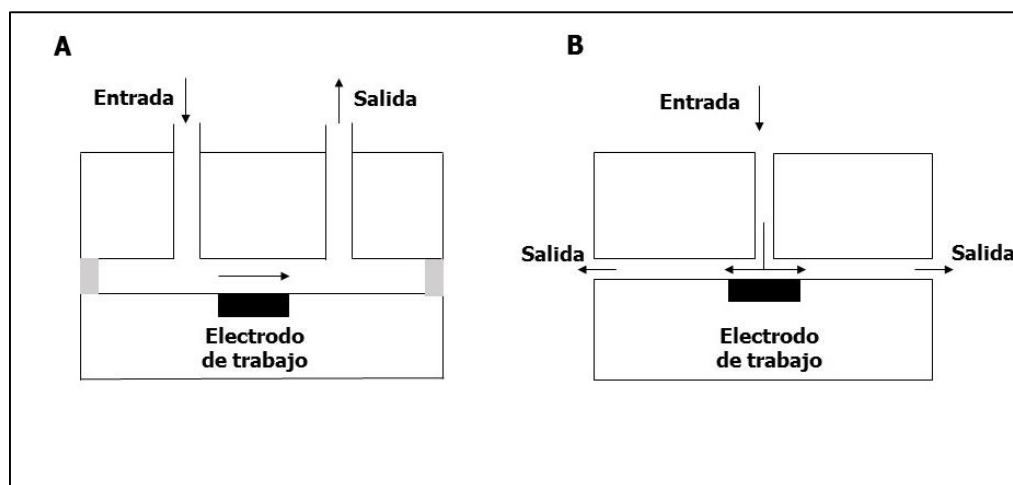 A
Entrada
Salida
Electrodo
de trabajo
B
Entrada
Salida
Salida
Electrodo
de trabajo